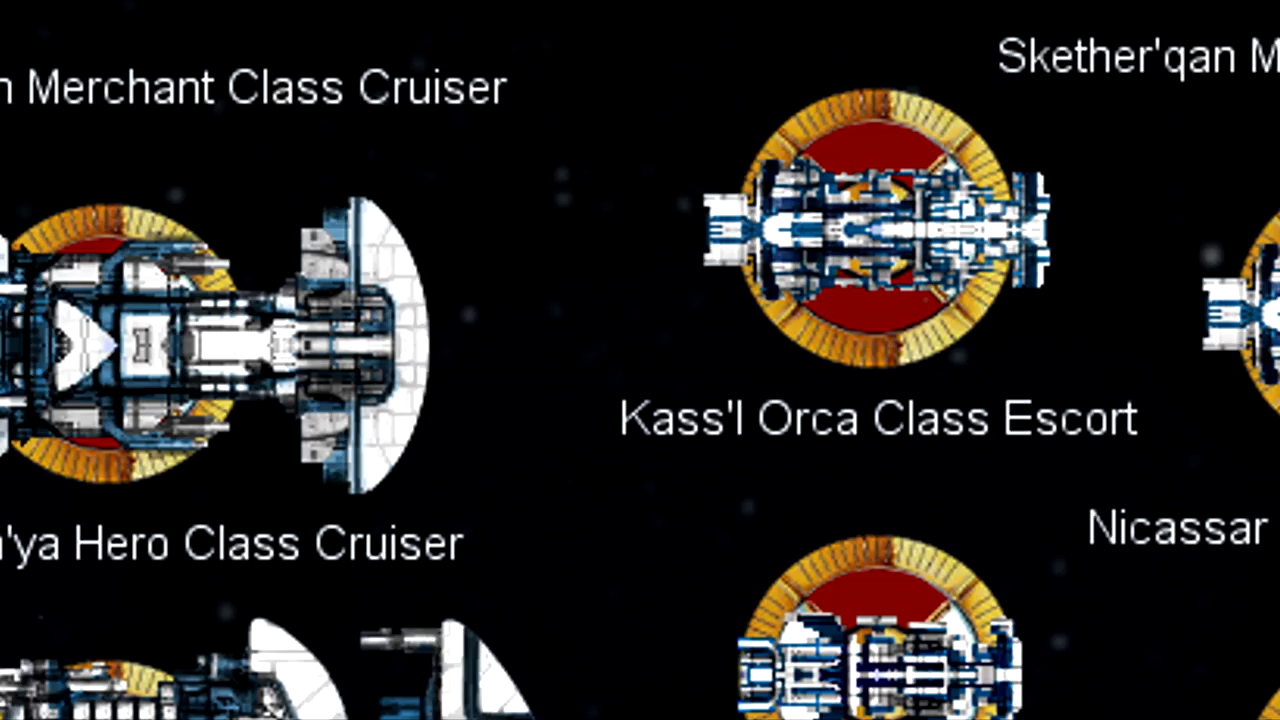 Skether'qan M
n Merchant Class Cruiser
Kass'l Orca Class Escort
Nicassar
'ya Hero Class Cruiser